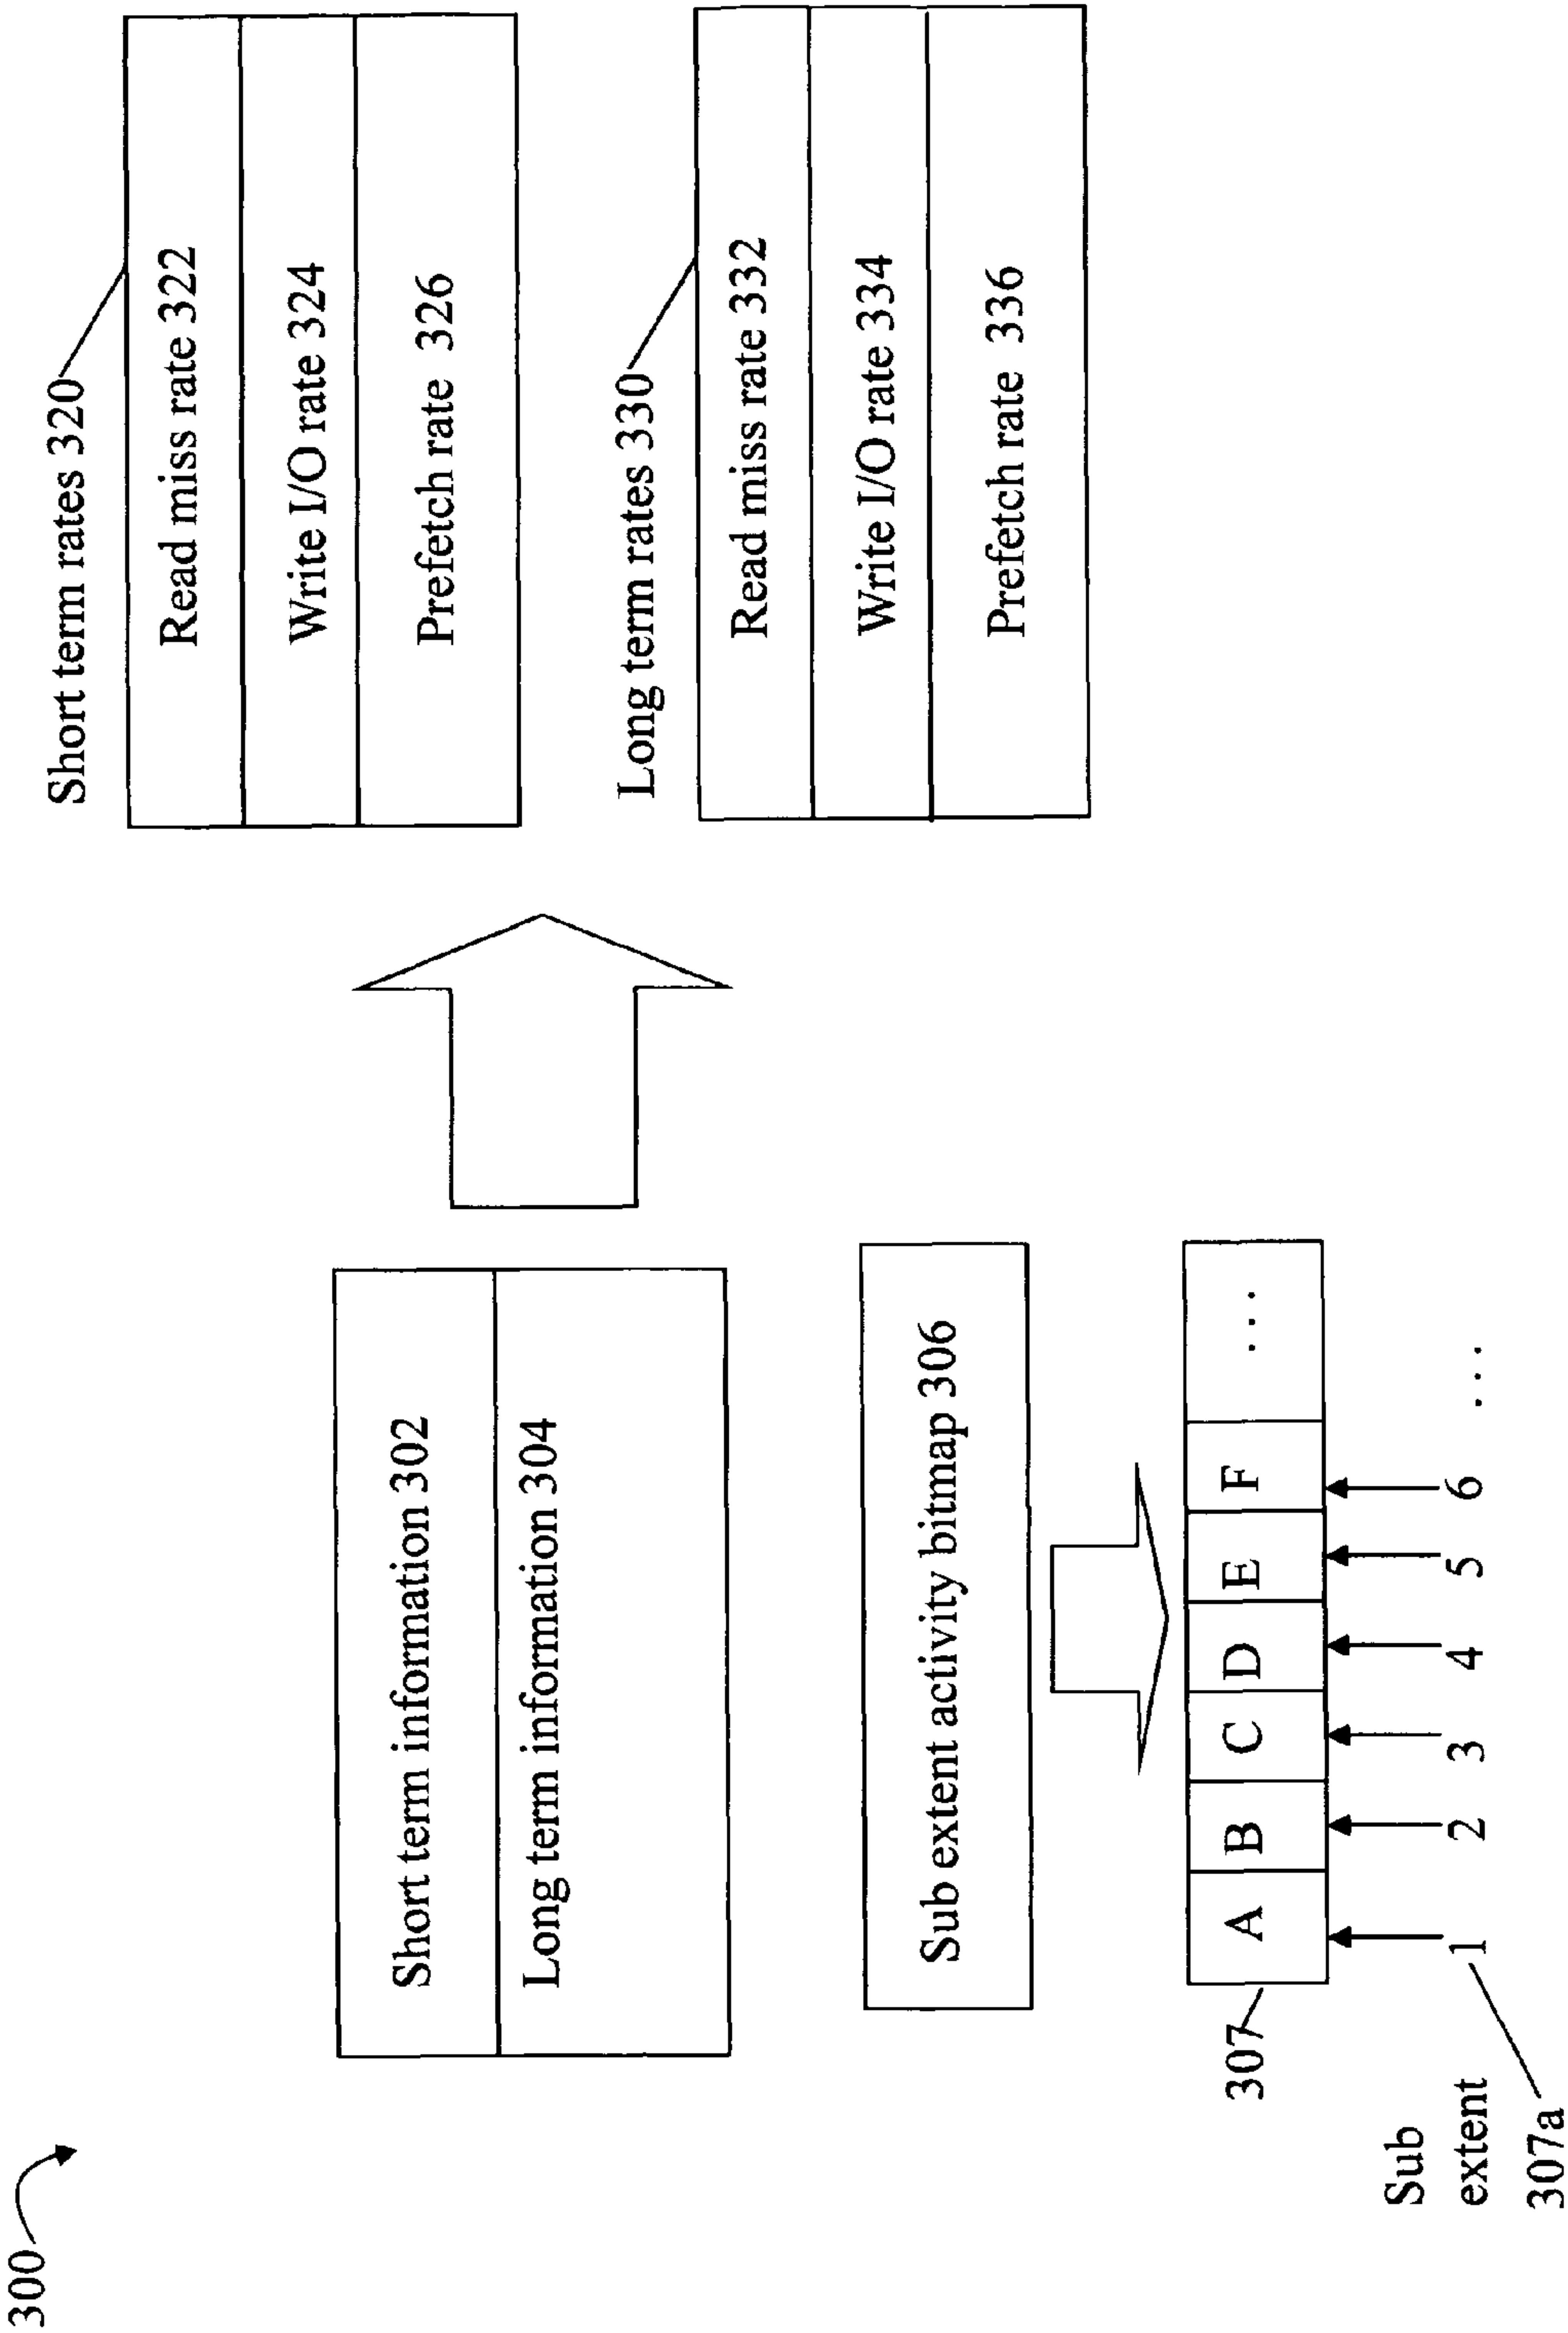 300
Short term information 302
Long term information 304
Sub extent activity bitmap 306
307
A B C D E F ...
Sub
extent
1 2 3 4 5 6 ...
307a
Short term rates 320
Read miss rate 322
Write I/O rate 324
Prefetch rate 326
Long term rates 330
Read miss rate 332
Write I/O rate 334
Prefetch rate 336